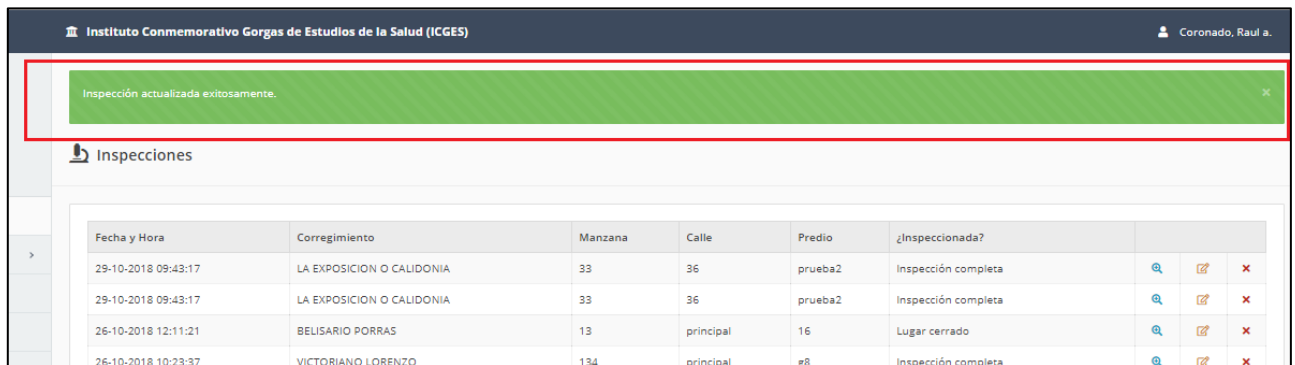 Instituto Conmemorativo Gorgas de Estudios de la Salud (ICGES) Coronado, Raul a.
Inspección actualizada exitosamente. ×
Inspecciones
Fecha y Hora Corregimiento Manzana Calle Predio ¿Inspeccionada?
29-10-2018 09:43:17 LA EXPOSICION O CALIDONIA 33 36 prueba2 Inspección completa
29-10-2018 09:43:17 LA EXPOSICION O CALIDONIA 33 36 prueba2 Inspección completa
26-10-2018 12:11:21 BELISARIO PORRAS 13 principal 16 Lugar cerrado
26-10-2018 10:23:37 VICTORIANO LORENZO 134 principal g8 Inspección completa